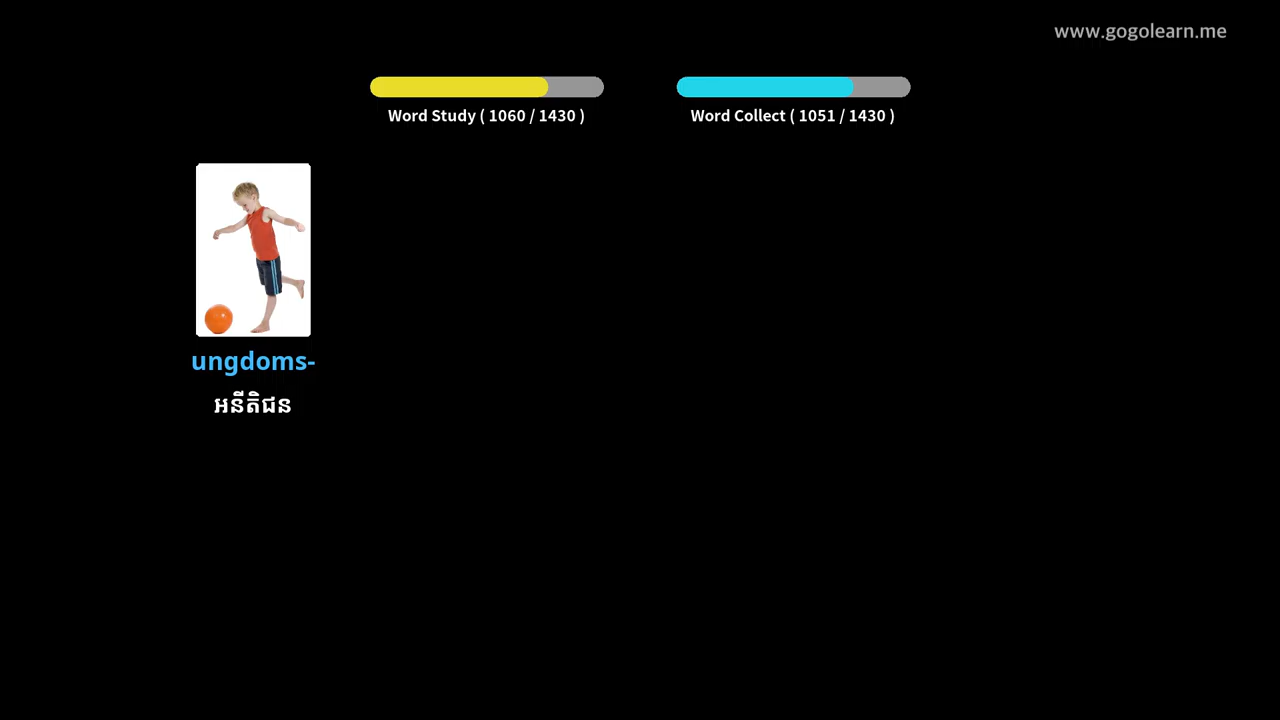 www.gogolearn.me
Word Study ( 1060 / 1430 )
Word Collect ( 1051 / 1430 )
ungdoms-
អនីតិជន